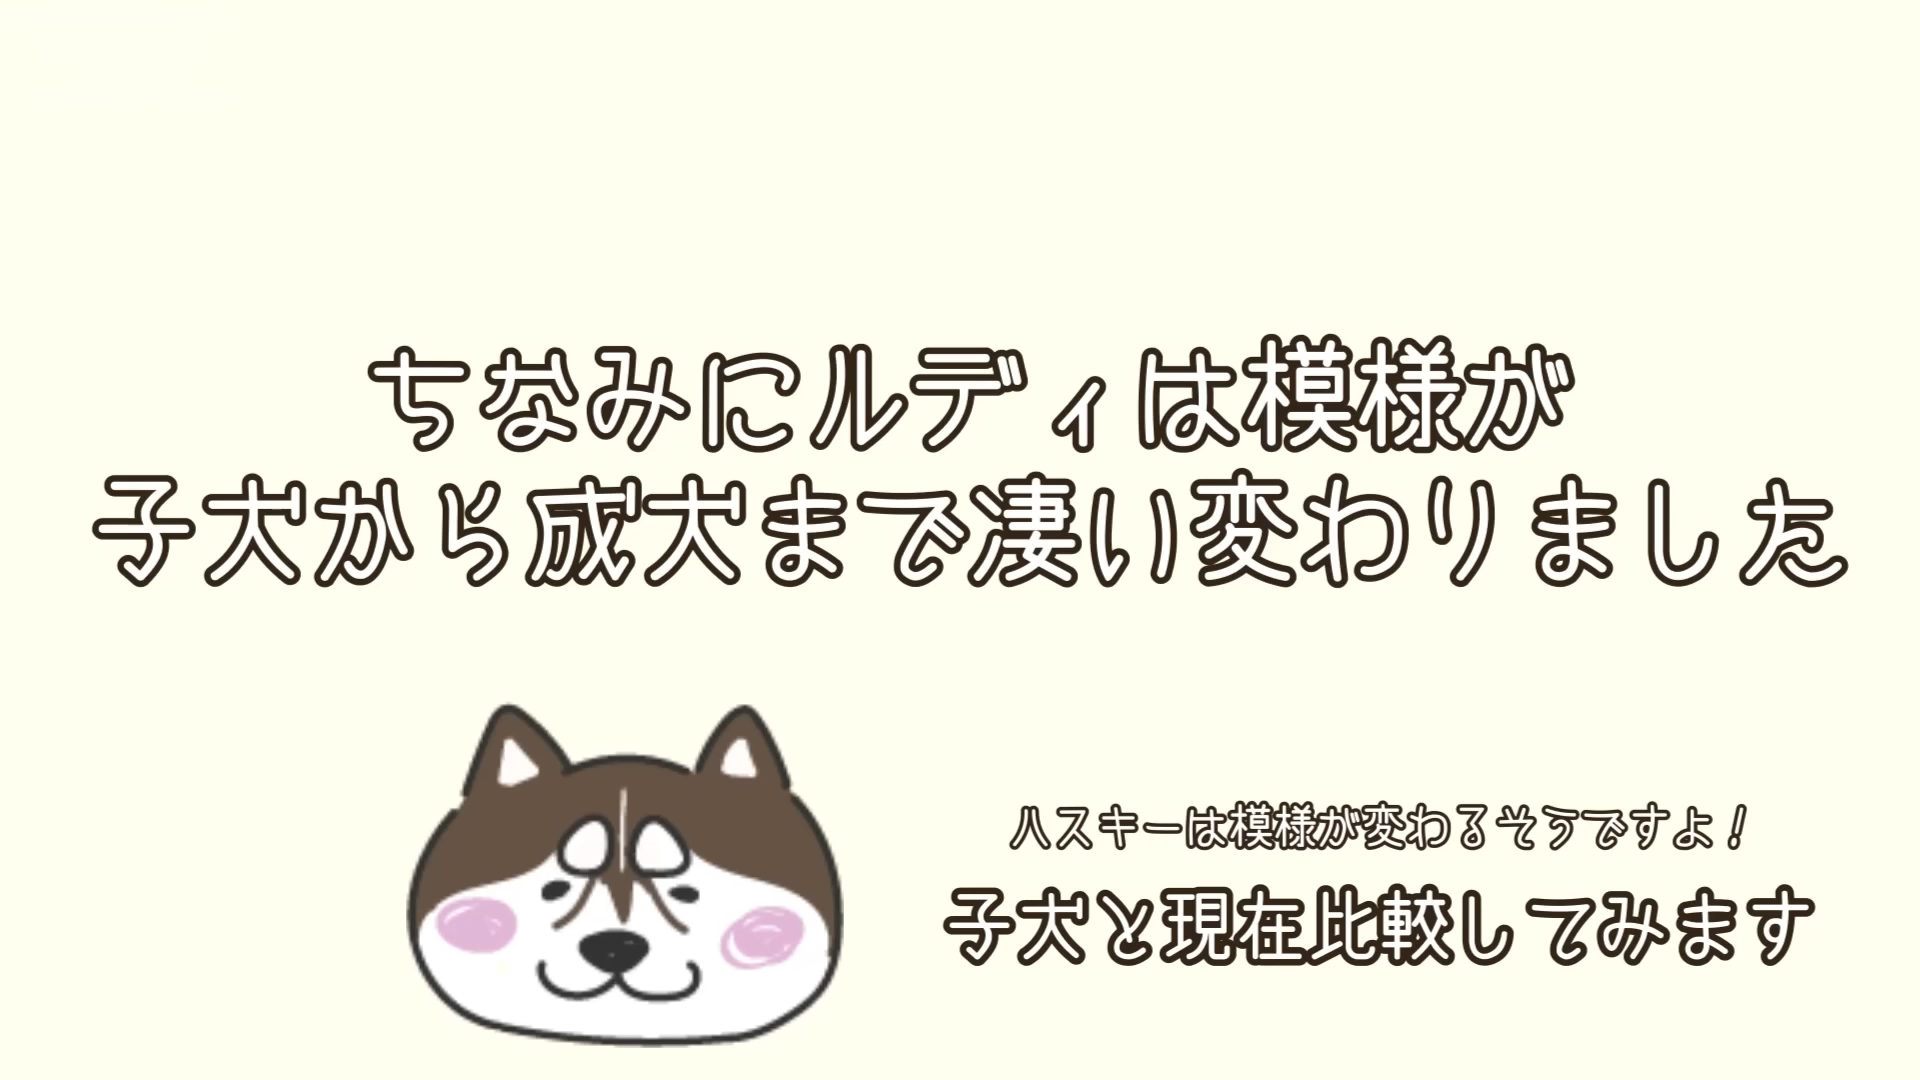 ちなみにルディは模様が
子犬から成犬まで凄い変わりました
ハスキーは模様が変わるそうですよ！
子犬と現在比較してみます